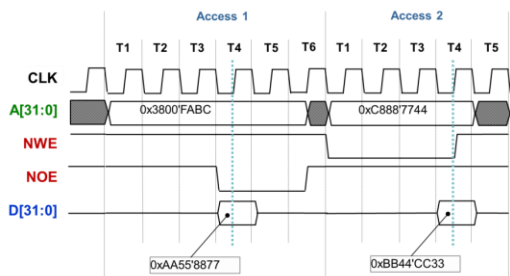 Access 1 Access 2
T1 T2 T3 T4 T5 T6 T1 T2 T3 T4 T5
CLK
A[31:0] 0x3800'FABC 0xC888'7744
NWE
NOE
D[31:0]
0xAA55'8877 0xBB44'CC33